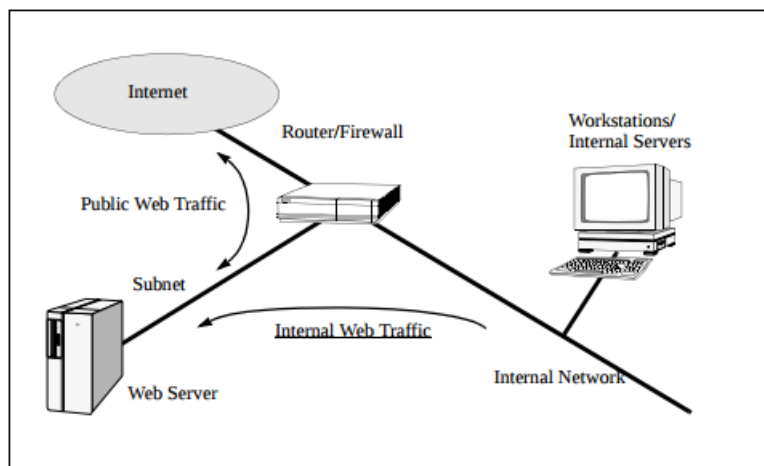 Internet
Router/Firewall
Workstations/
Internal Servers
Public Web Traffic
Subnet
Internal Web Traffic
Web Server
Internal Network